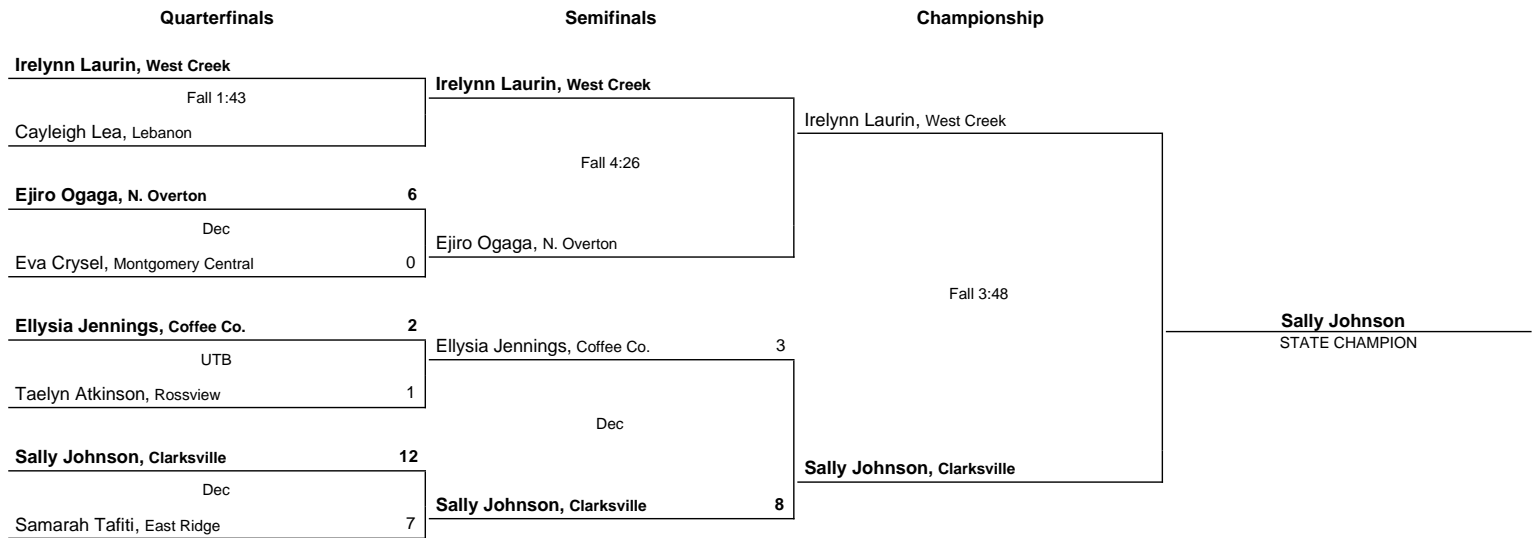 Quarterfinals
Semifinals
Championship
Irelynn Laurin, West Creek
Fall 1:43
Cayleigh Lea, Lebanon
Ejiro Ogaga, N. Overton 6
Dec
Eva Crysel, Montgomery Central 0
Ellysia Jennings, Coffee Co. 2
UTB
Taelyn Atkinson, Rossview 1
Sally Johnson, Clarksville 12
Dec
Samarah Tafiti, East Ridge 7
Irelynn Laurin, West Creek
Fall 4:26
Ejiro Ogaga, N. Overton
Ellysia Jennings, Coffee Co. 3
Dec
Sally Johnson, Clarksville 8
Irelynn Laurin, West Creek
Fall 3:48
Sally Johnson, Clarksville
Sally Johnson
STATE CHAMPION